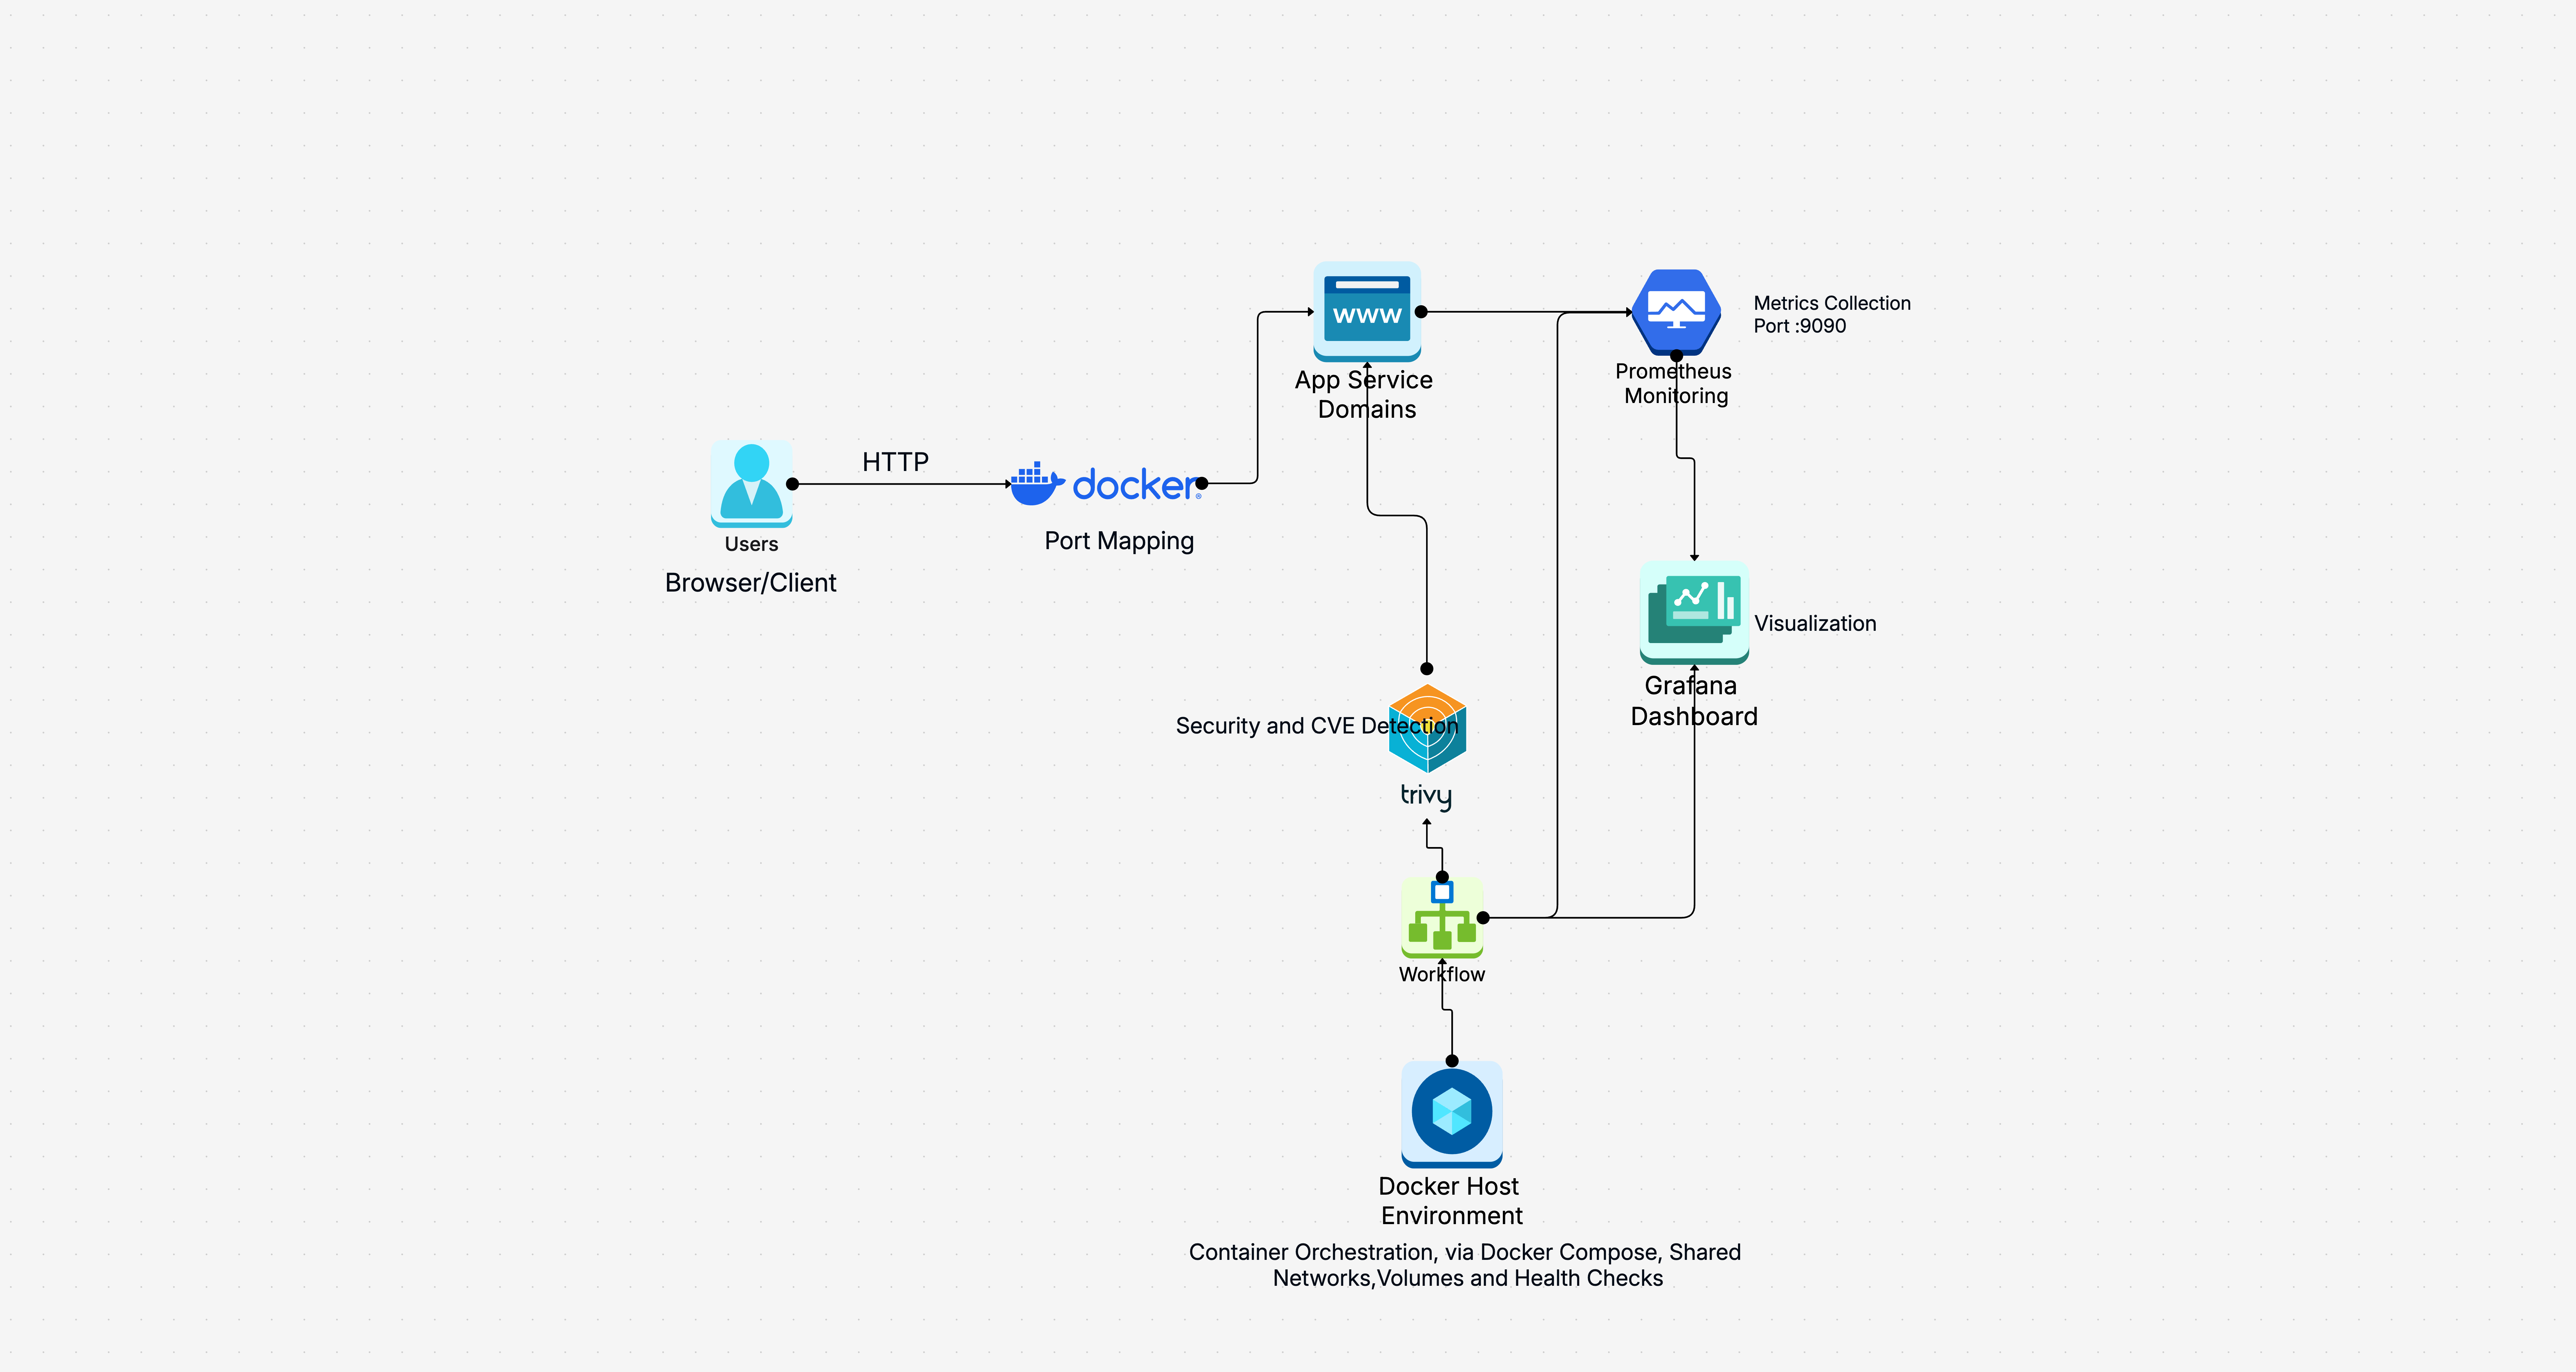 www
App Service
Domains
Metrics Collection
Port :9090
Prometheus
Monitoring
HTTP
docker®
Port Mapping
Users
Browser/Client
Visualization
Grafana
Dashboard
Security and CVE Detection
trivy
Workflow
Docker Host
Environment
Container Orchestration, via Docker Compose, Shared
Networks,Volumes and Health Checks